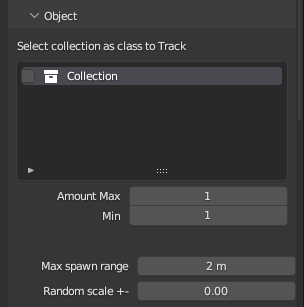 Object
Select collection as class to Track
Collection
Amount Max 1
Min 1
Max spawn range 2 m
Random scale +- 0.00